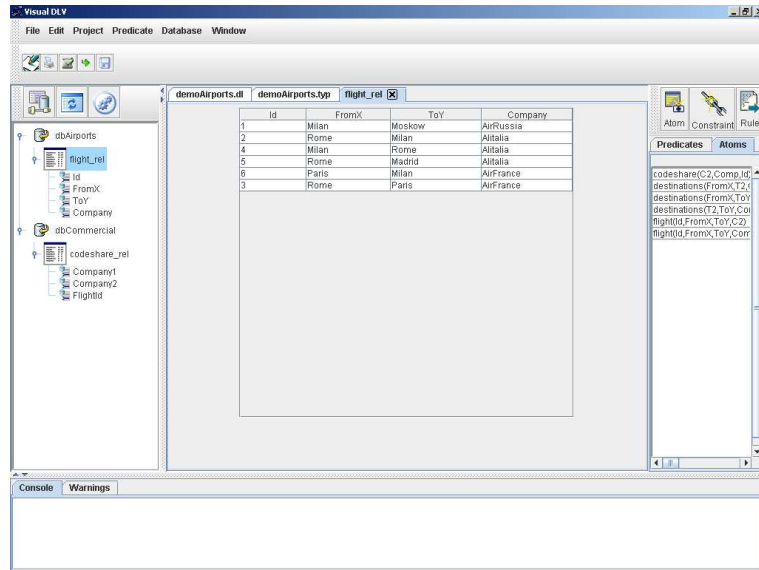 Visual DLV
File Edit Project Predicate Database Window
demoAirports.dl demoAirports.typ flight_rel
Id FromX ToY Company
1 Milan Moskow AirRussia
2 Rome Milan Alitalia
4 Milan Rome Alitalia
5 Rome Madrid Alitalia
6 Paris Milan AirFrance
3 Rome Paris AirFrance
dbAirports
flight_rel
Id
FromX
ToY
Company
dbCommercial
codeshare_rel
Company1
Company2
FlightId
Atom Constraint Rule
Predicates Atoms
codeshare(C2,Comp,Id
destinations(FromX,T2,
destinations(FromX,ToY
destinations(T2,ToY,Co
flight(Id,FromX,ToY,C2)
flight(Id,FromX,ToY,Com
Console Warnings